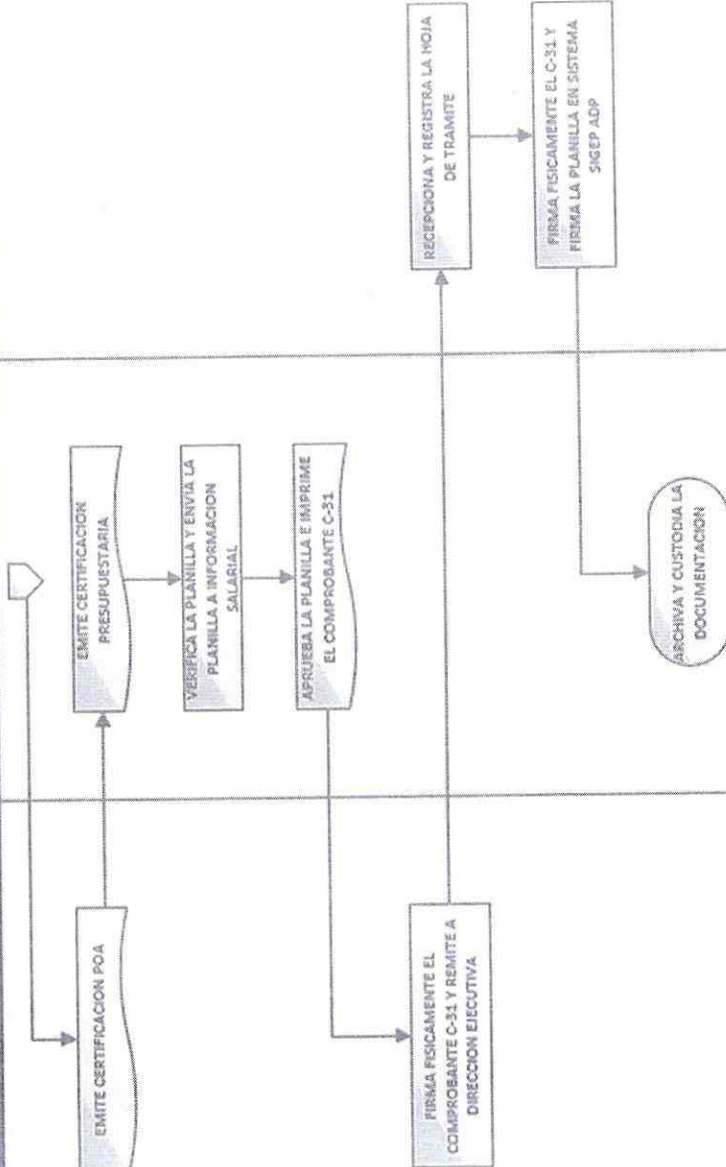 EMITE CERTIFICACION POA
EMITE CERTIFICACION
PRESUPUESTARIA
VERIFICA LA PLANILLA Y ENVIA LA
PLANILLA A INFORMACION
SALARIAL
APRUEBA LA PLANILLA E IMPRIME
EL COMPROBANTE C-31
FIRMA FISICAMENTE EL
COMPROBANTE C-31 Y REMITE A
DIRECCION EJECUTIVA
RECEPCIONA Y REGISTRA LA HOJA
DE TRAMITE
FIRMA FISICAMENTE EL C-31 Y
FIRMA LA PLANILLA EN SISTEMA
SIGEP ADP
ARCHIVA Y CUSTODIA LA
DOCUMENTACION